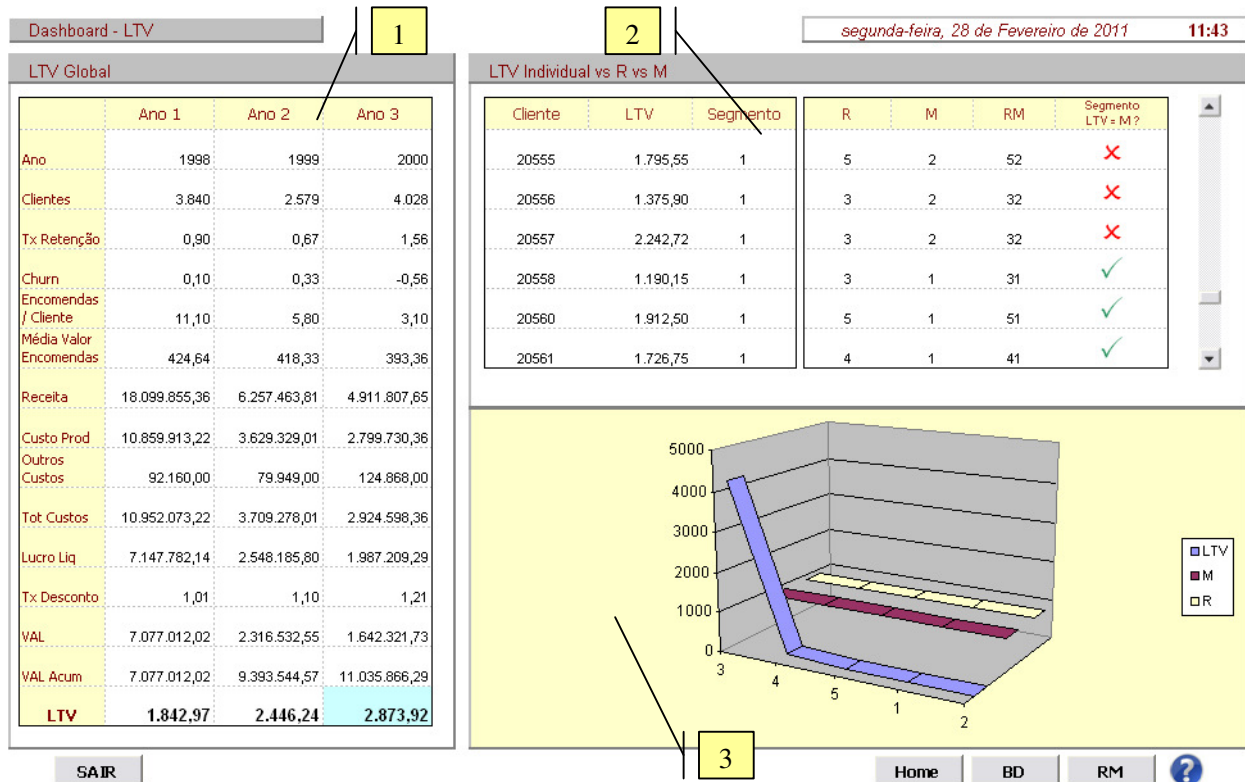 Dashboard - LTV
1
2
segunda-feira, 28 de Fevereiro de 2011 11:43
LTV Global
Ano 1 Ano 2 Ano 3
Ano 1998 1999 2000
Clientes 3.840 2.579 4.028
Tx Retenção 0,90 0,67 1,56
Churn 0,10 0,33 -0,56
Encomendas
/ Cliente 11,10 5,80 3,10
Média Valor
Encomendas 424,64 418,33 393,36
Receita 18.099.855,36 6.257.463,81 4.911.807,65
Custo Prod 10.859.913,22 3.629.329,01 2.799.730,36
Outros
Custos 92.160,00 79.949,00 124.868,00
Tot Custos 10.952.073,22 3.709.278,01 2.924.598,36
Lucro Liq 7.147.782,14 2.548.185,80 1.987.209,29
Tx Desconto 1,01 1,10 1,21
VAL 7.077.012,02 2.316.532,55 1.642.321,73
VAL Acum 7.077.012,02 9.393.544,57 11.035.866,29
LTV 1.842,97 2.446,24 2.873,92
LTV Individual vs R vs M
Cliente LTV Segmento R M RM Segmento
LTV = M ?
20555 1.795,55 1 5 2 52
20556 1.375,90 1 3 2 32
20557 2.242,72 1 3 2 32
20558 1.190,15 1 3 1 31
20560 1.912,50 1 5 1 51
20561 1.726,75 1 4 1 41
5000
4000
3000
2000
1000
0
3 4 5 1 2
LTV
M
R
3
SAIR
Home BD RM ?